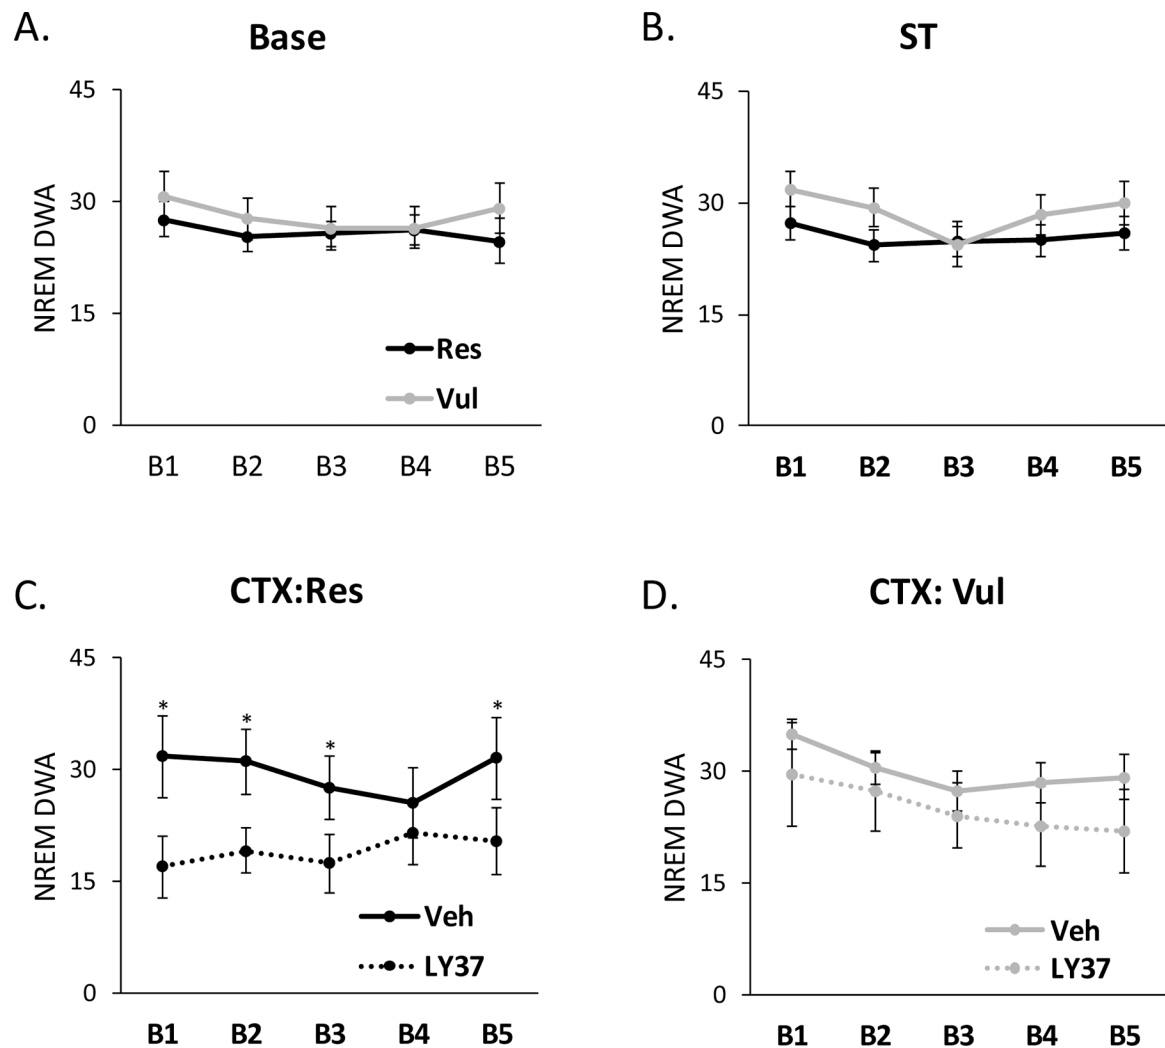 A.
Base
45
30
15
0
NREM DWA
Res
Vul
B1 B2 B3 B4 B5
B.
ST
45
30
15
0
NREM DWA
B1 B2 B3 B4 B5
C.
CTX:Res
45
30
15
0
NREM DWA
* * * *
Veh
LY37
B1 B2 B3 B4 B5
D.
CTX: Vul
45
30
15
0
NREM DWA
Veh
LY37
B1 B2 B3 B4 B5